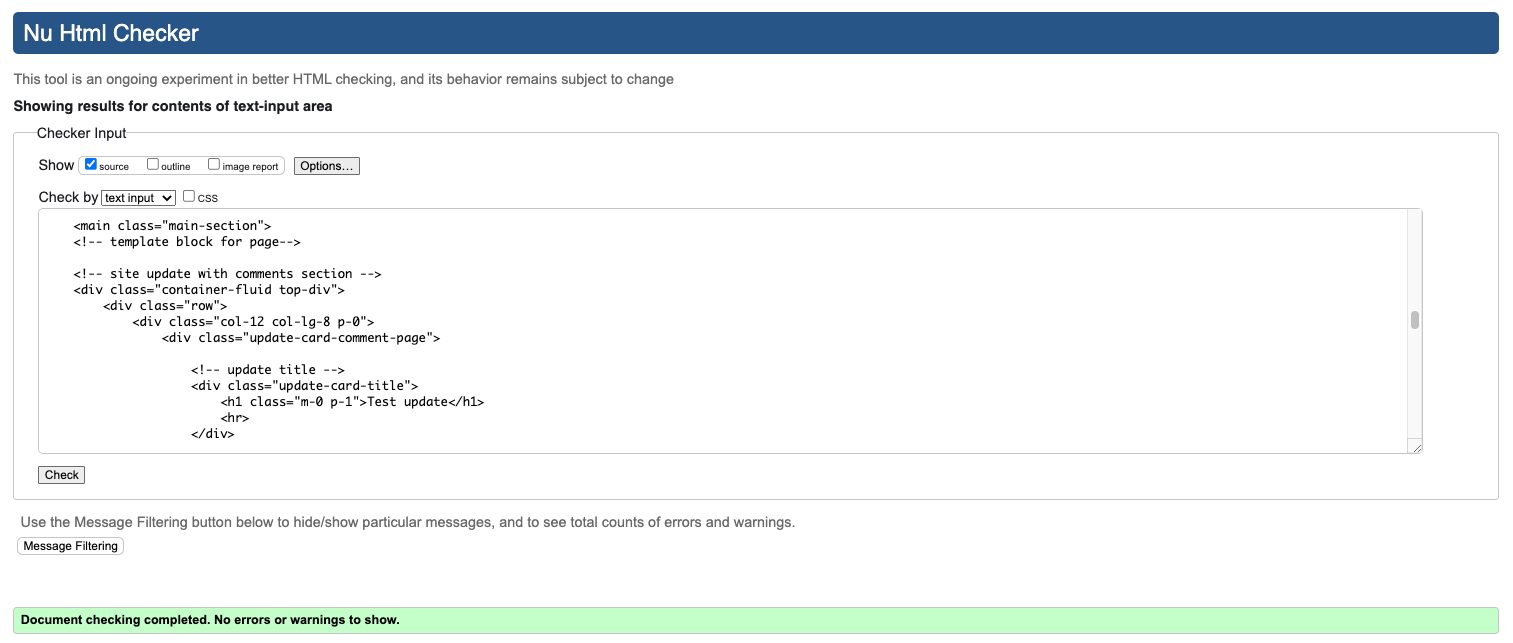 Nu Html Checker
This tool is an ongoing experiment in better HTML checking, and its behavior remains subject to change
Showing results for contents of text-input area
Checker Input
Show source outline image report Options...
Check by text input CSS
<main class="main-section">
<!-- template block for page-->
<!-- site update with comments section -->
<div class="container-fluid top-div">
<div class="row">
<div class="col-12 col-lg-8 p-0">
<div class="update-card-comment-page">
<!-- update title -->
<div class="update-card-title">
<h1 class="m-0 p-1">Test update</h1>
<hr>
</div>
Check
Use the Message Filtering button below to hide/show particular messages, and to see total counts of errors and warnings.
Message Filtering
Document checking completed. No errors or warnings to show.